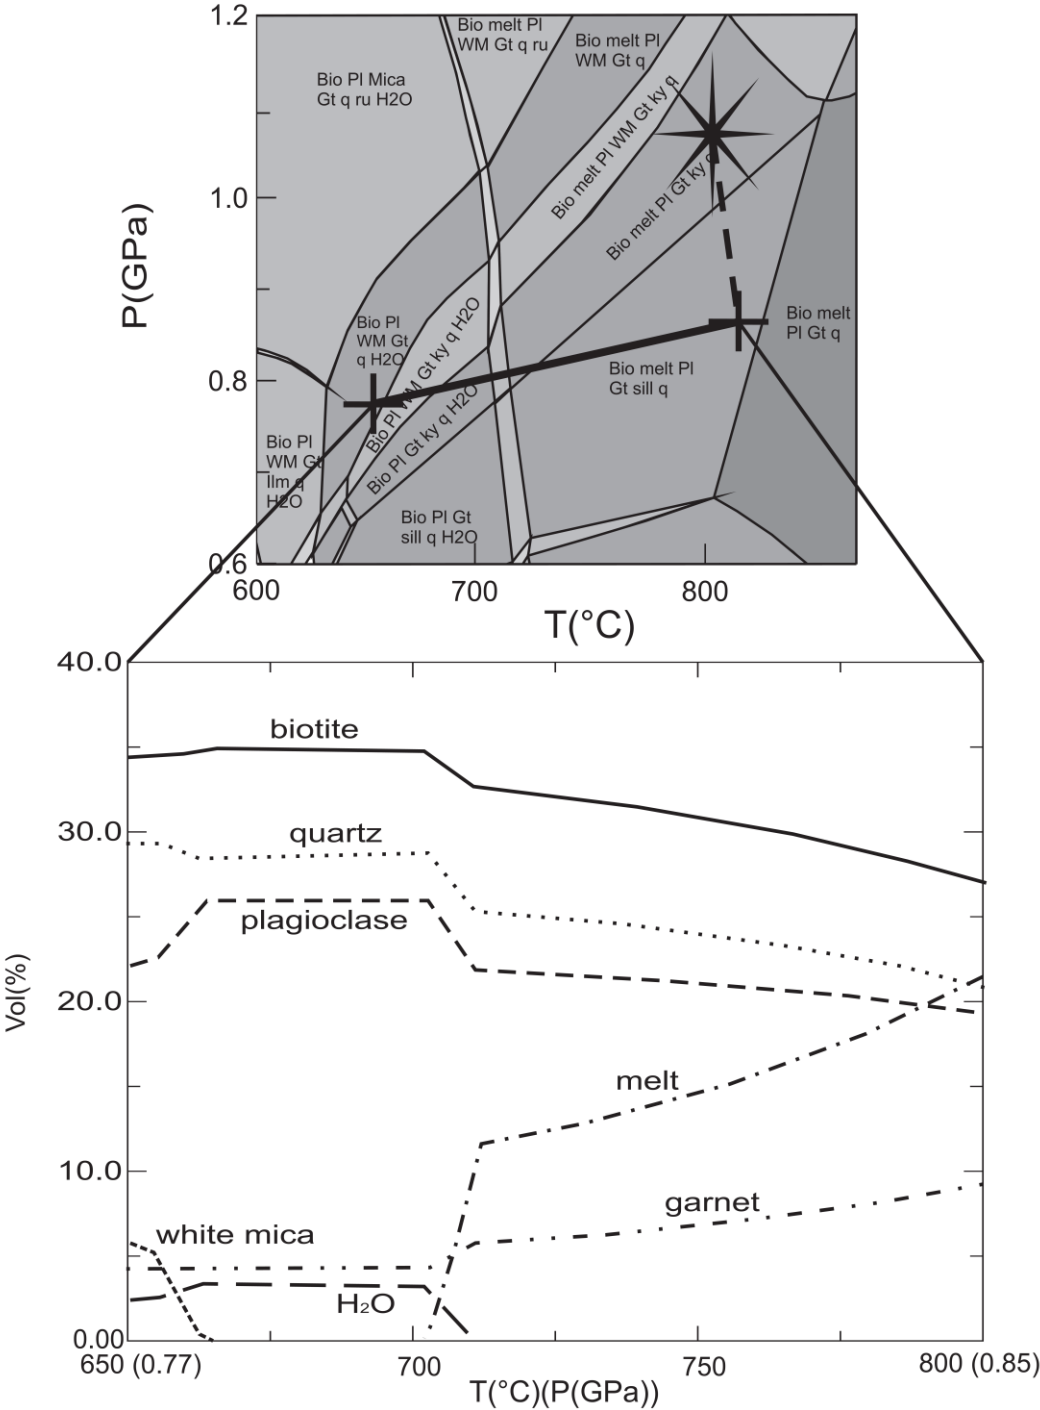 1.2
1.0
0.8
0.6
P(GPa)
Bio melt Pl
WM Gt q ru
Bio melt Pl
WM Gt q
Bio Pl Mica
Gt q ru H2O
Bio melt Pl WM Gt ky q
Bio melt Pl Gt ky q
Bio Pl
WM Gt
q H2O
Bio Pl WM Gt ky q H2O
Bio Pl Gt ky q H2O
Bio melt
Pl Gt q
Bio melt Pl
Gt sill q
Bio Pl
WM Gt
Ilm q
H2O
Bio Pl Gt
sill q H2O
600
700
800
T(°C)
40.0
30.0
20.0
10.0
0.00
Vol(%)
biotite
quartz
plagioclase
melt
garnet
white mica
H₂O
650 (0.77)
700
750
800 (0.85)
T(°C)(P(GPa))